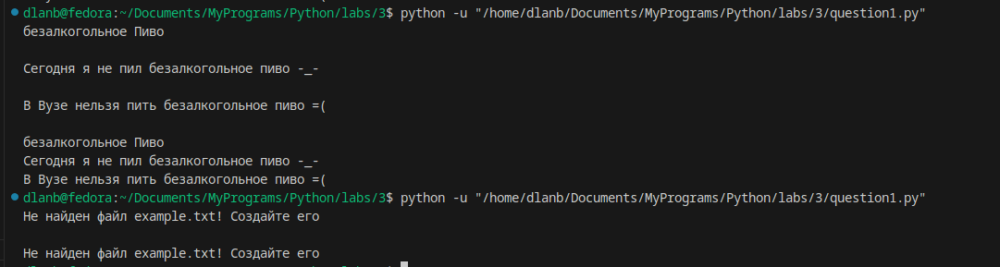 dlanb@fedora:~/Documents/MyPrograms/Python/labs/3$ python -u "/home/dlanb/Documents/MyPrograms/Python/labs/3/question1.py"
безалкогольное Пиво
Сегодня я не пил безалкогольное пиво -_-
В Вузе нельзя пить безалкогольное пиво =(
безалкогольное Пиво
Сегодня я не пил безалкогольное пиво -_-
В Вузе нельзя пить безалкогольное пиво =(
dlanb@fedora:~/Documents/MyPrograms/Python/labs/3$ python -u "/home/dlanb/Documents/MyPrograms/Python/labs/3/question1.py"
Не найден файл example.txt! Создайте его
Не найден файл example.txt! Создайте его